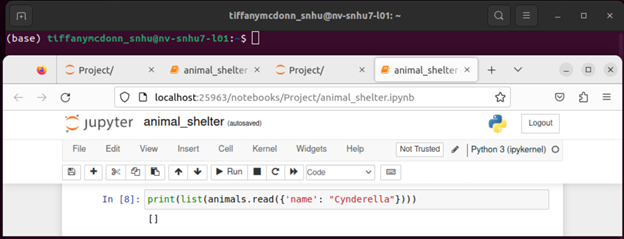 tiffanymcdonn_snhu@nv-snhu7-l01: ~
(base) tiffanymcdonn_snhu@nv-snhu7-l01:~$
Project/ animal_shelter Project/ animal_shelter
localhost:25963/notebooks/Project/animal_shelter.ipynb
jupyter animal_shelter (autosaved) Logout
File Edit View Insert Cell Kernel Widgets Help Not Trusted Python 3 (ipykernel)
Run Code
In [8]: print(list(animals.read({'name': "Cynderella"})))
[]